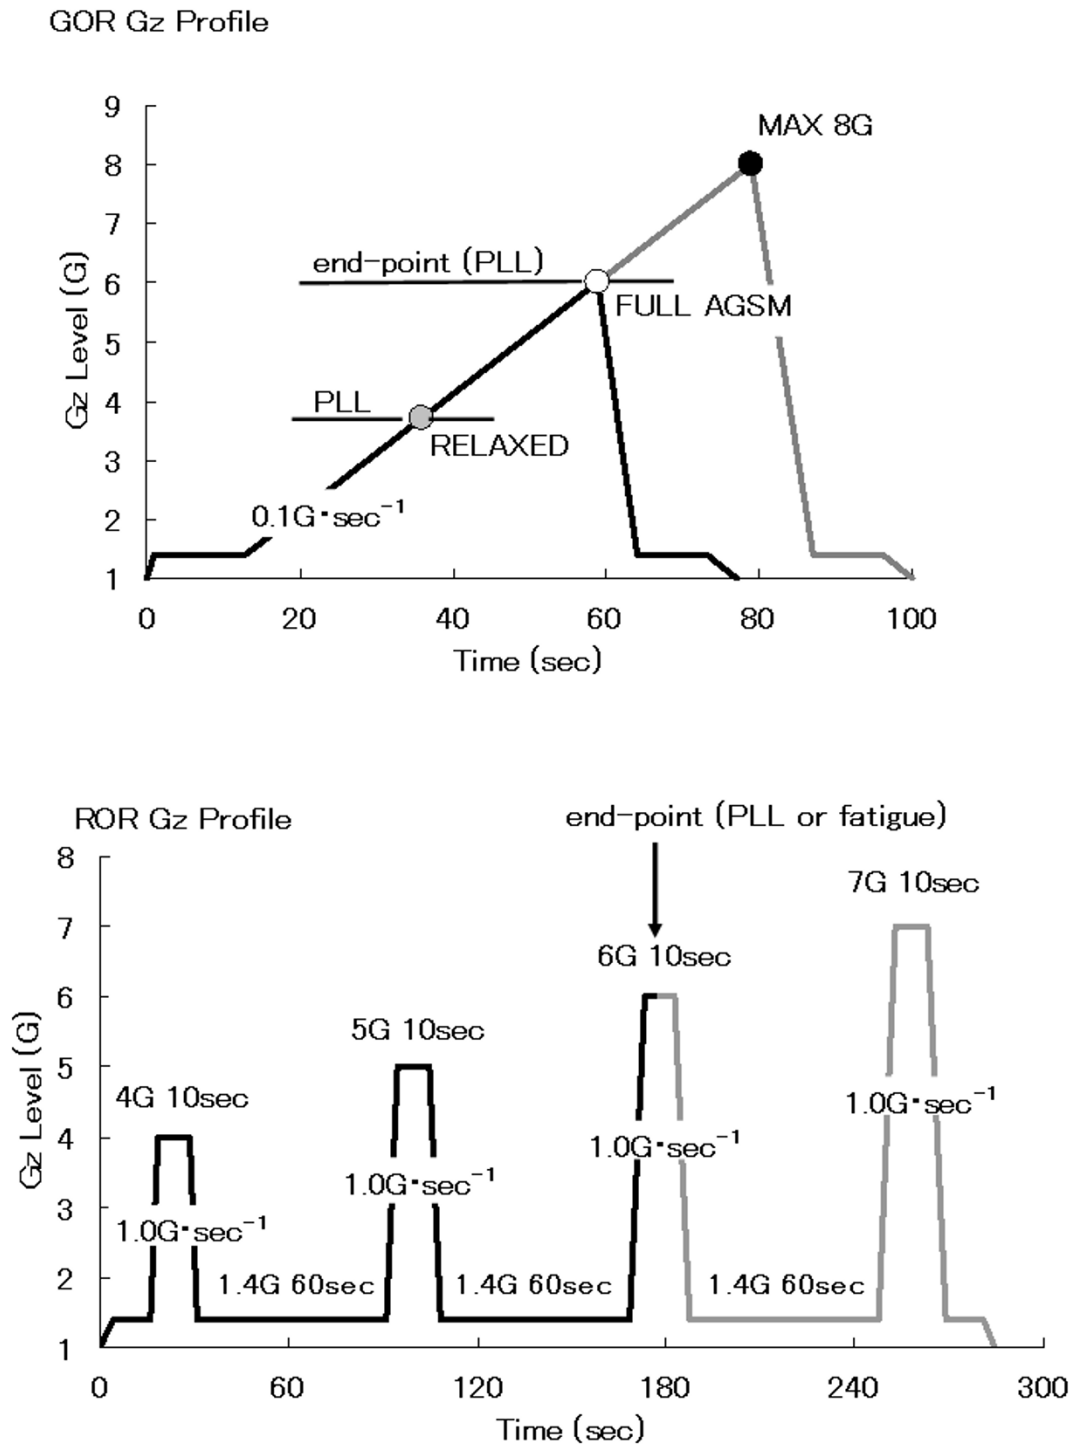 GOR Gz Profile
9
MAX 8G
8
7
end-point (PLL)
6
FULL AGSM
5
4
PLL
RELAXED
3
0.1G·sec⁻¹
2
1
Gz Level (G)
0 20 40 60 80 100
Time (sec)
ROR Gz Profile
end-point (PLL or fatigue)
8
7G 10sec
7
6G 10sec
6
5G 10sec
5
4G 10sec
1.0G·sec⁻¹
4
1.0G·sec⁻¹
1.0G·sec⁻¹
3
1.0G·sec⁻¹
2
1.4G 60sec 1.4G 60sec 1.4G 60sec
1
Gz Level (G)
0 60 120 180 240 300
Time (sec)